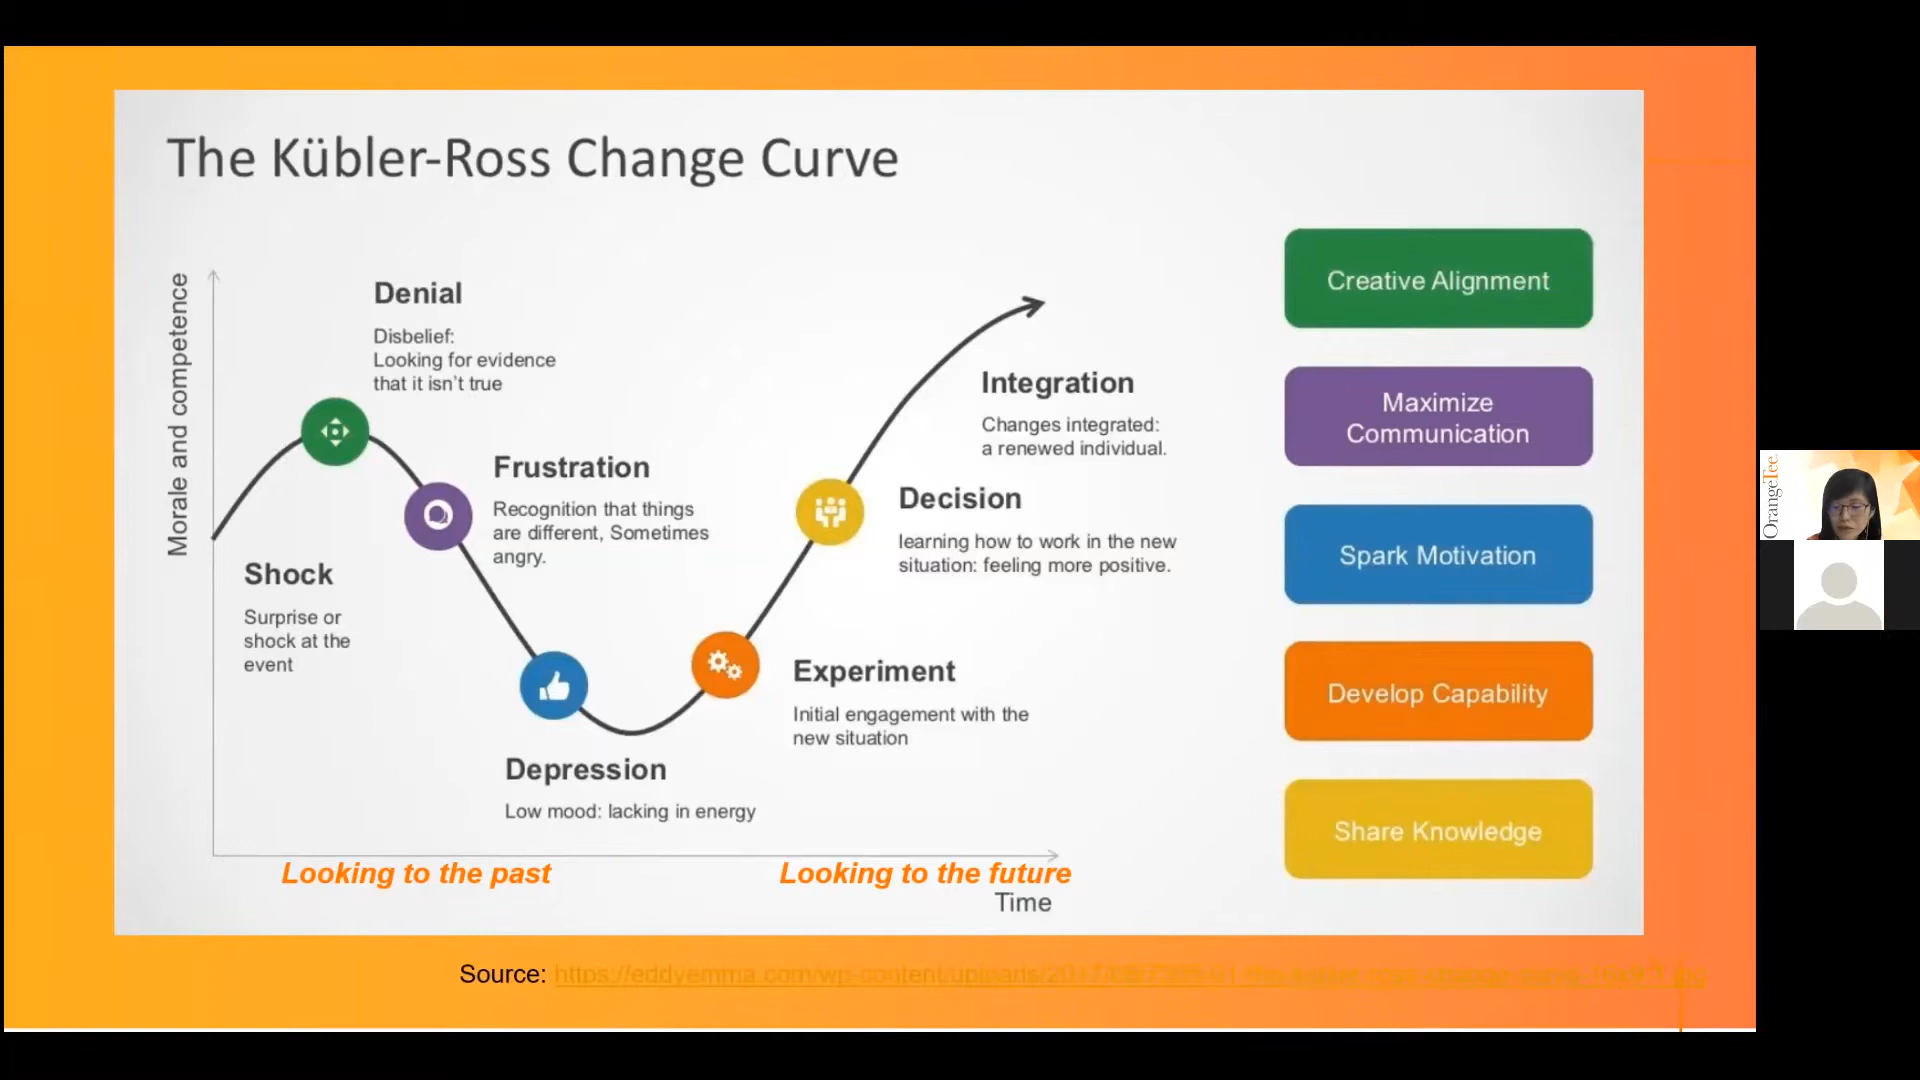 The Kübler-Ross Change Curve
Morale and competence
Denial
Disbelief:
Looking for evidence
that it isn't true
Frustration
Recognition that things
are different, Sometimes
angry.
Shock
Surprise or
shock at the
event
Depression
Low mood: lacking in energy
Experiment
Initial engagement with the
new situation
Decision
learning how to work in the new
situation: feeling more positive.
Integration
Changes integrated:
a renewed individual.
Looking to the past
Looking to the future
Time
Creative Alignment
Maximize
Communication
Spark Motivation
Develop Capability
Share Knowledge
Source:
OrangeTee